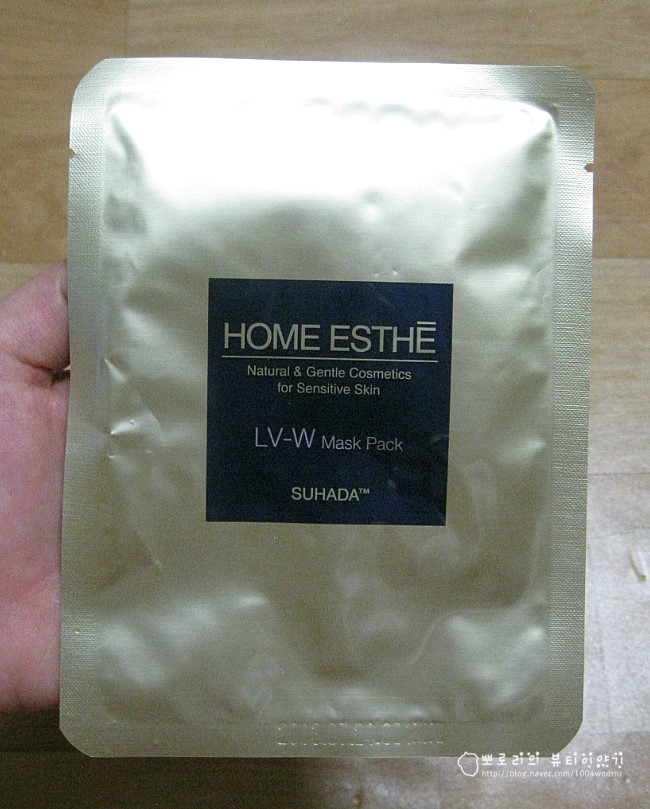 HOME ESTHĒ
Natural & Gentle Cosmetics
for Sensitive Skin
LV-W Mask Pack
SUHADA™
뽀로리의 뷰티이야기
http://blog.naver.com/1004wndrnr